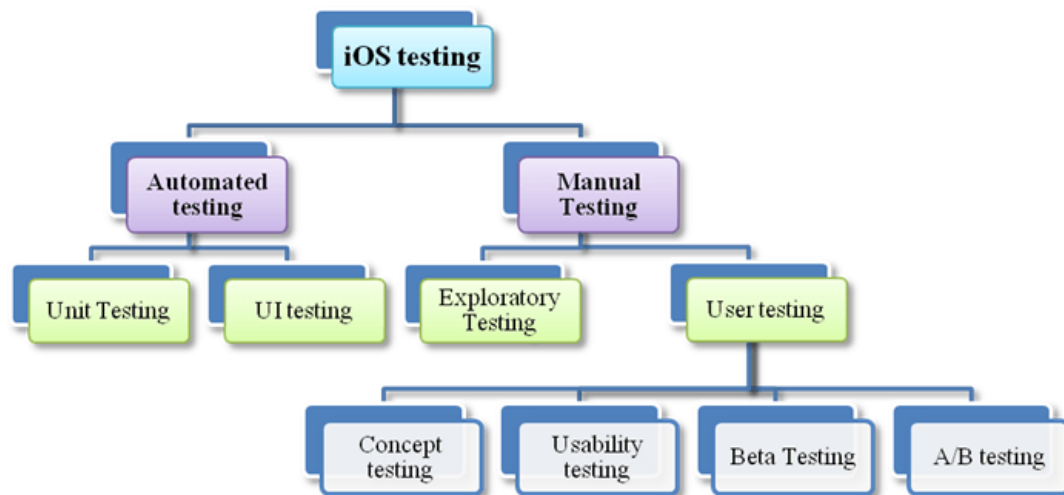 iOS testing
Automated
testing
Manual
Testing
Unit Testing
UI testing
Exploratory
Testing
User testing
Concept
testing
Usability
testing
Beta Testing
A/B testing